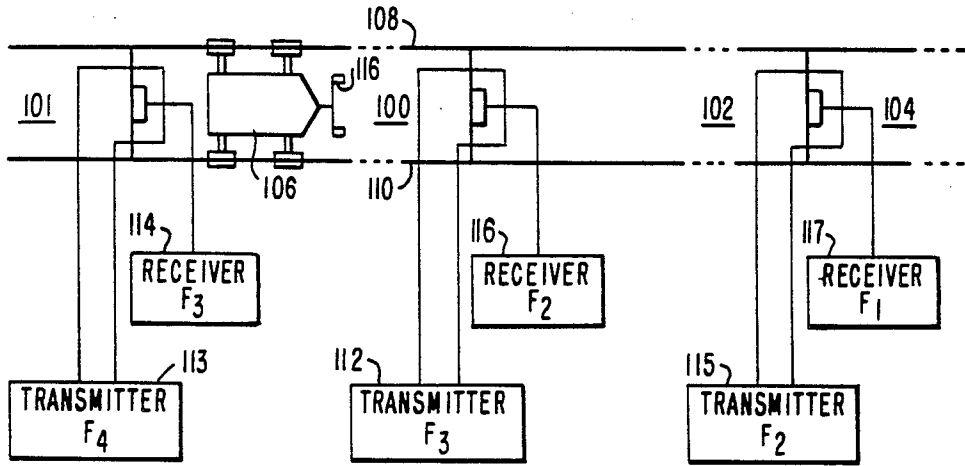 108
116
101
100
102
104
106
110
114
RECEIVER
F3
116
RECEIVER
F2
117
RECEIVER
F1
113
TRANSMITTER
F4
112
TRANSMITTER
F3
115
TRANSMITTER
F2